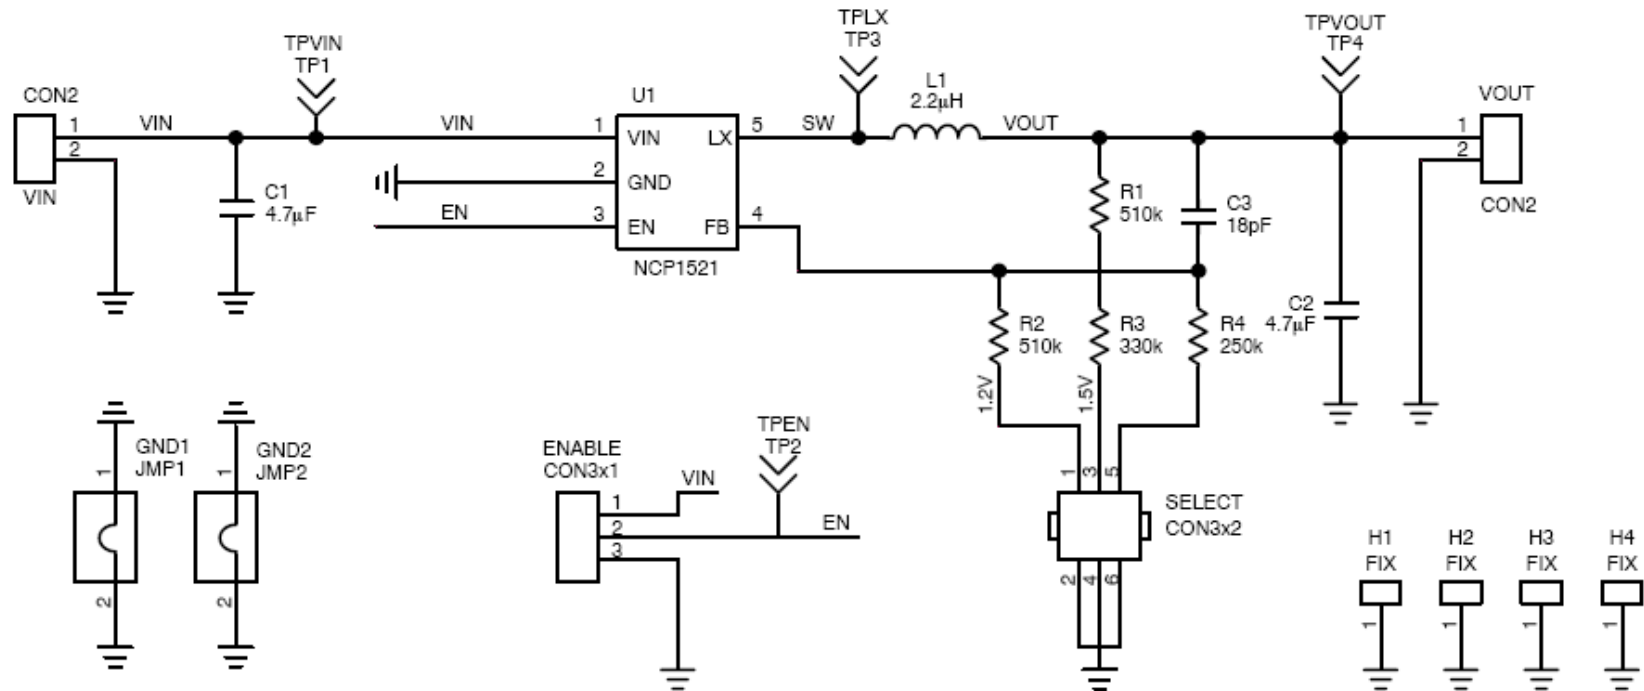 TPVIN
TP1
TPLX
TP3
TPVOUT
TP4
CON2
1
2
VIN
VIN
VIN
C1
4.7µF
U1
1 VIN
2 GND
3 EN
EN
LX 5
FB 4
NCP1521
SW
L1
2.2µH
VOUT
R1
510k
C3
18pF
VOUT
1
2
CON2
R2
510k
R3
330k
R4
250k
C2
4.7µF
1.2V
1.5V
1
GND1
JMP1
2
1
GND2
JMP2
2
ENABLE
CON3x1
1
2
3
VIN
TPEN
TP2
EN
1 3 5
SELECT
CON3x2
2 4 6
H1
FIX
1
H2
FIX
1
H3
FIX
1
H4
FIX
1